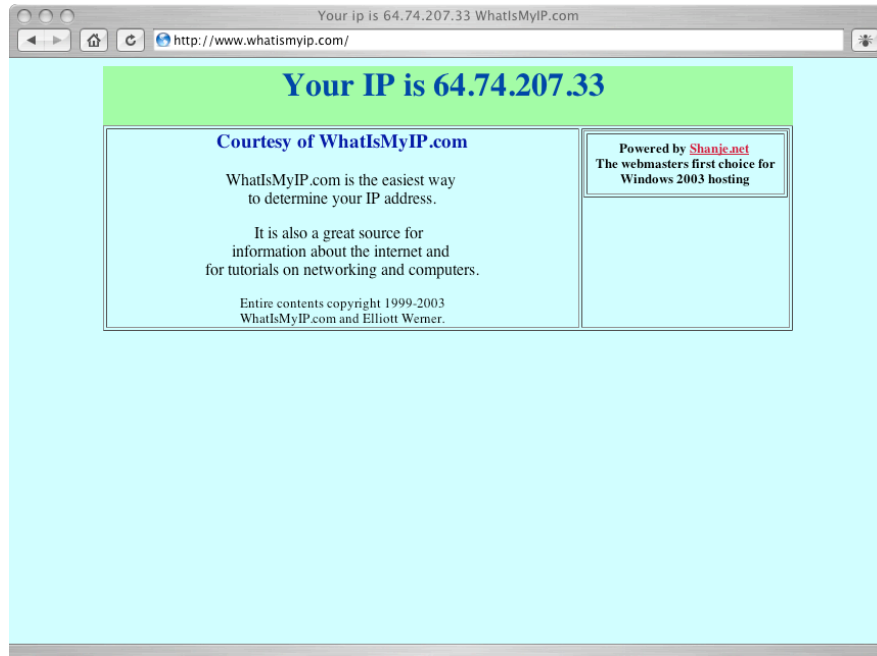 Your ip is 64.74.207.33 WhatIsMyIP.com
http://www.whatismyip.com/
Your IP is 64.74.207.33
Courtesy of WhatIsMyIP.com
WhatIsMyIP.com is the easiest way
to determine your IP address.
It is also a great source for
information about the internet and
for tutorials on networking and computers.
Entire contents copyright 1999-2003
WhatIsMyIP.com and Elliott Werner.
Powered by Shanje.net
The webmasters first choice for
Windows 2003 hosting